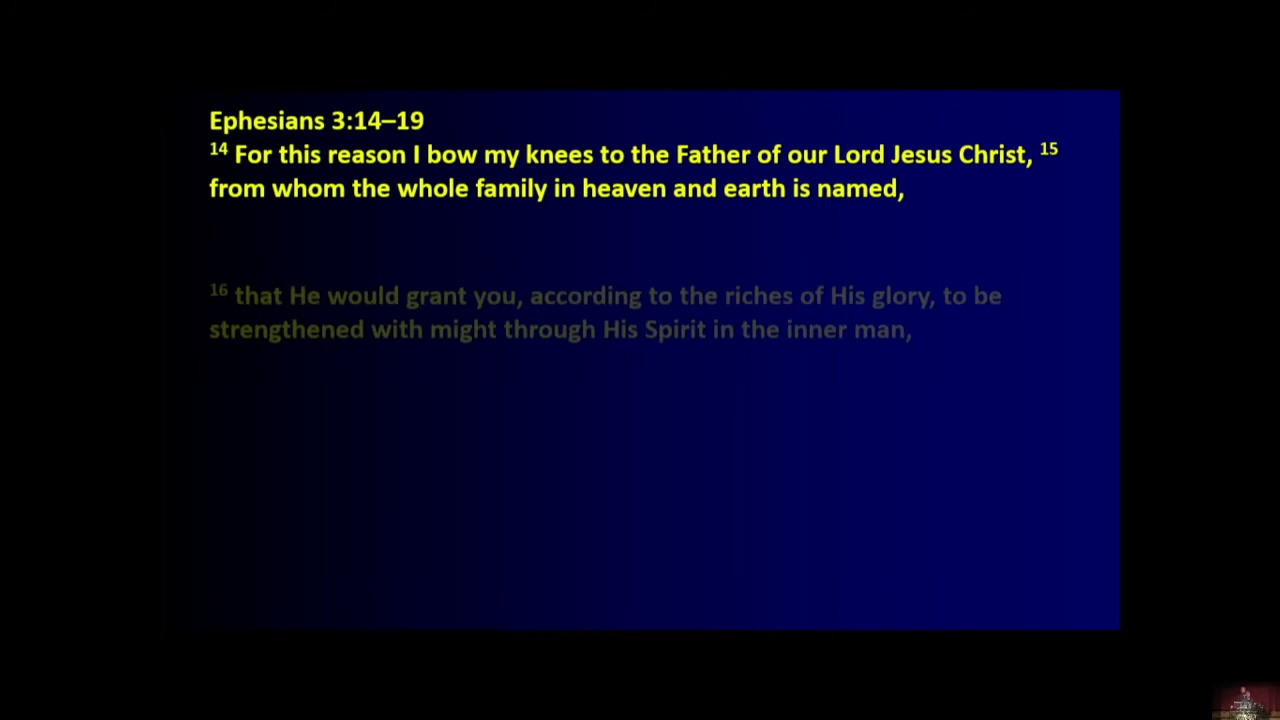 Ephesians 3:14–19
¹⁴ For this reason I bow my knees to the Father of our Lord Jesus Christ, ¹⁵
from whom the whole family in heaven and earth is named,
¹⁶ that He would grant you, according to the riches of His glory, to be
strengthened with might through His Spirit in the inner man,